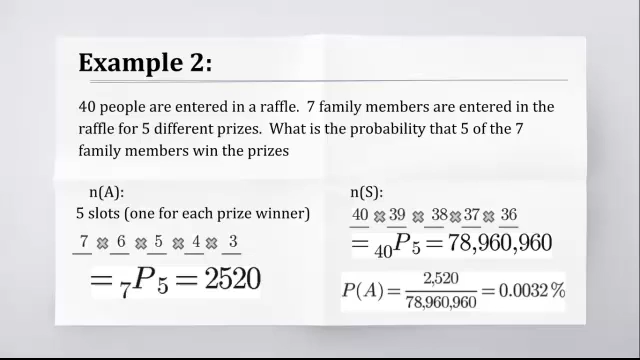 Example 2:
40 people are entered in a raffle. 7 family members are entered in the
raffle for 5 different prizes. What is the probability that 5 of the 7
family members win the prizes
n(A):
5 slots (one for each prize winner)
7 × 6 × 5 × 4 × 3
= ₇P₅ = 2520
n(S):
40 × 39 × 38 × 37 × 36
= ₄₀P₅ = 78,960,960
P(A) = 2,520 / 78,960,960 = 0.0032%